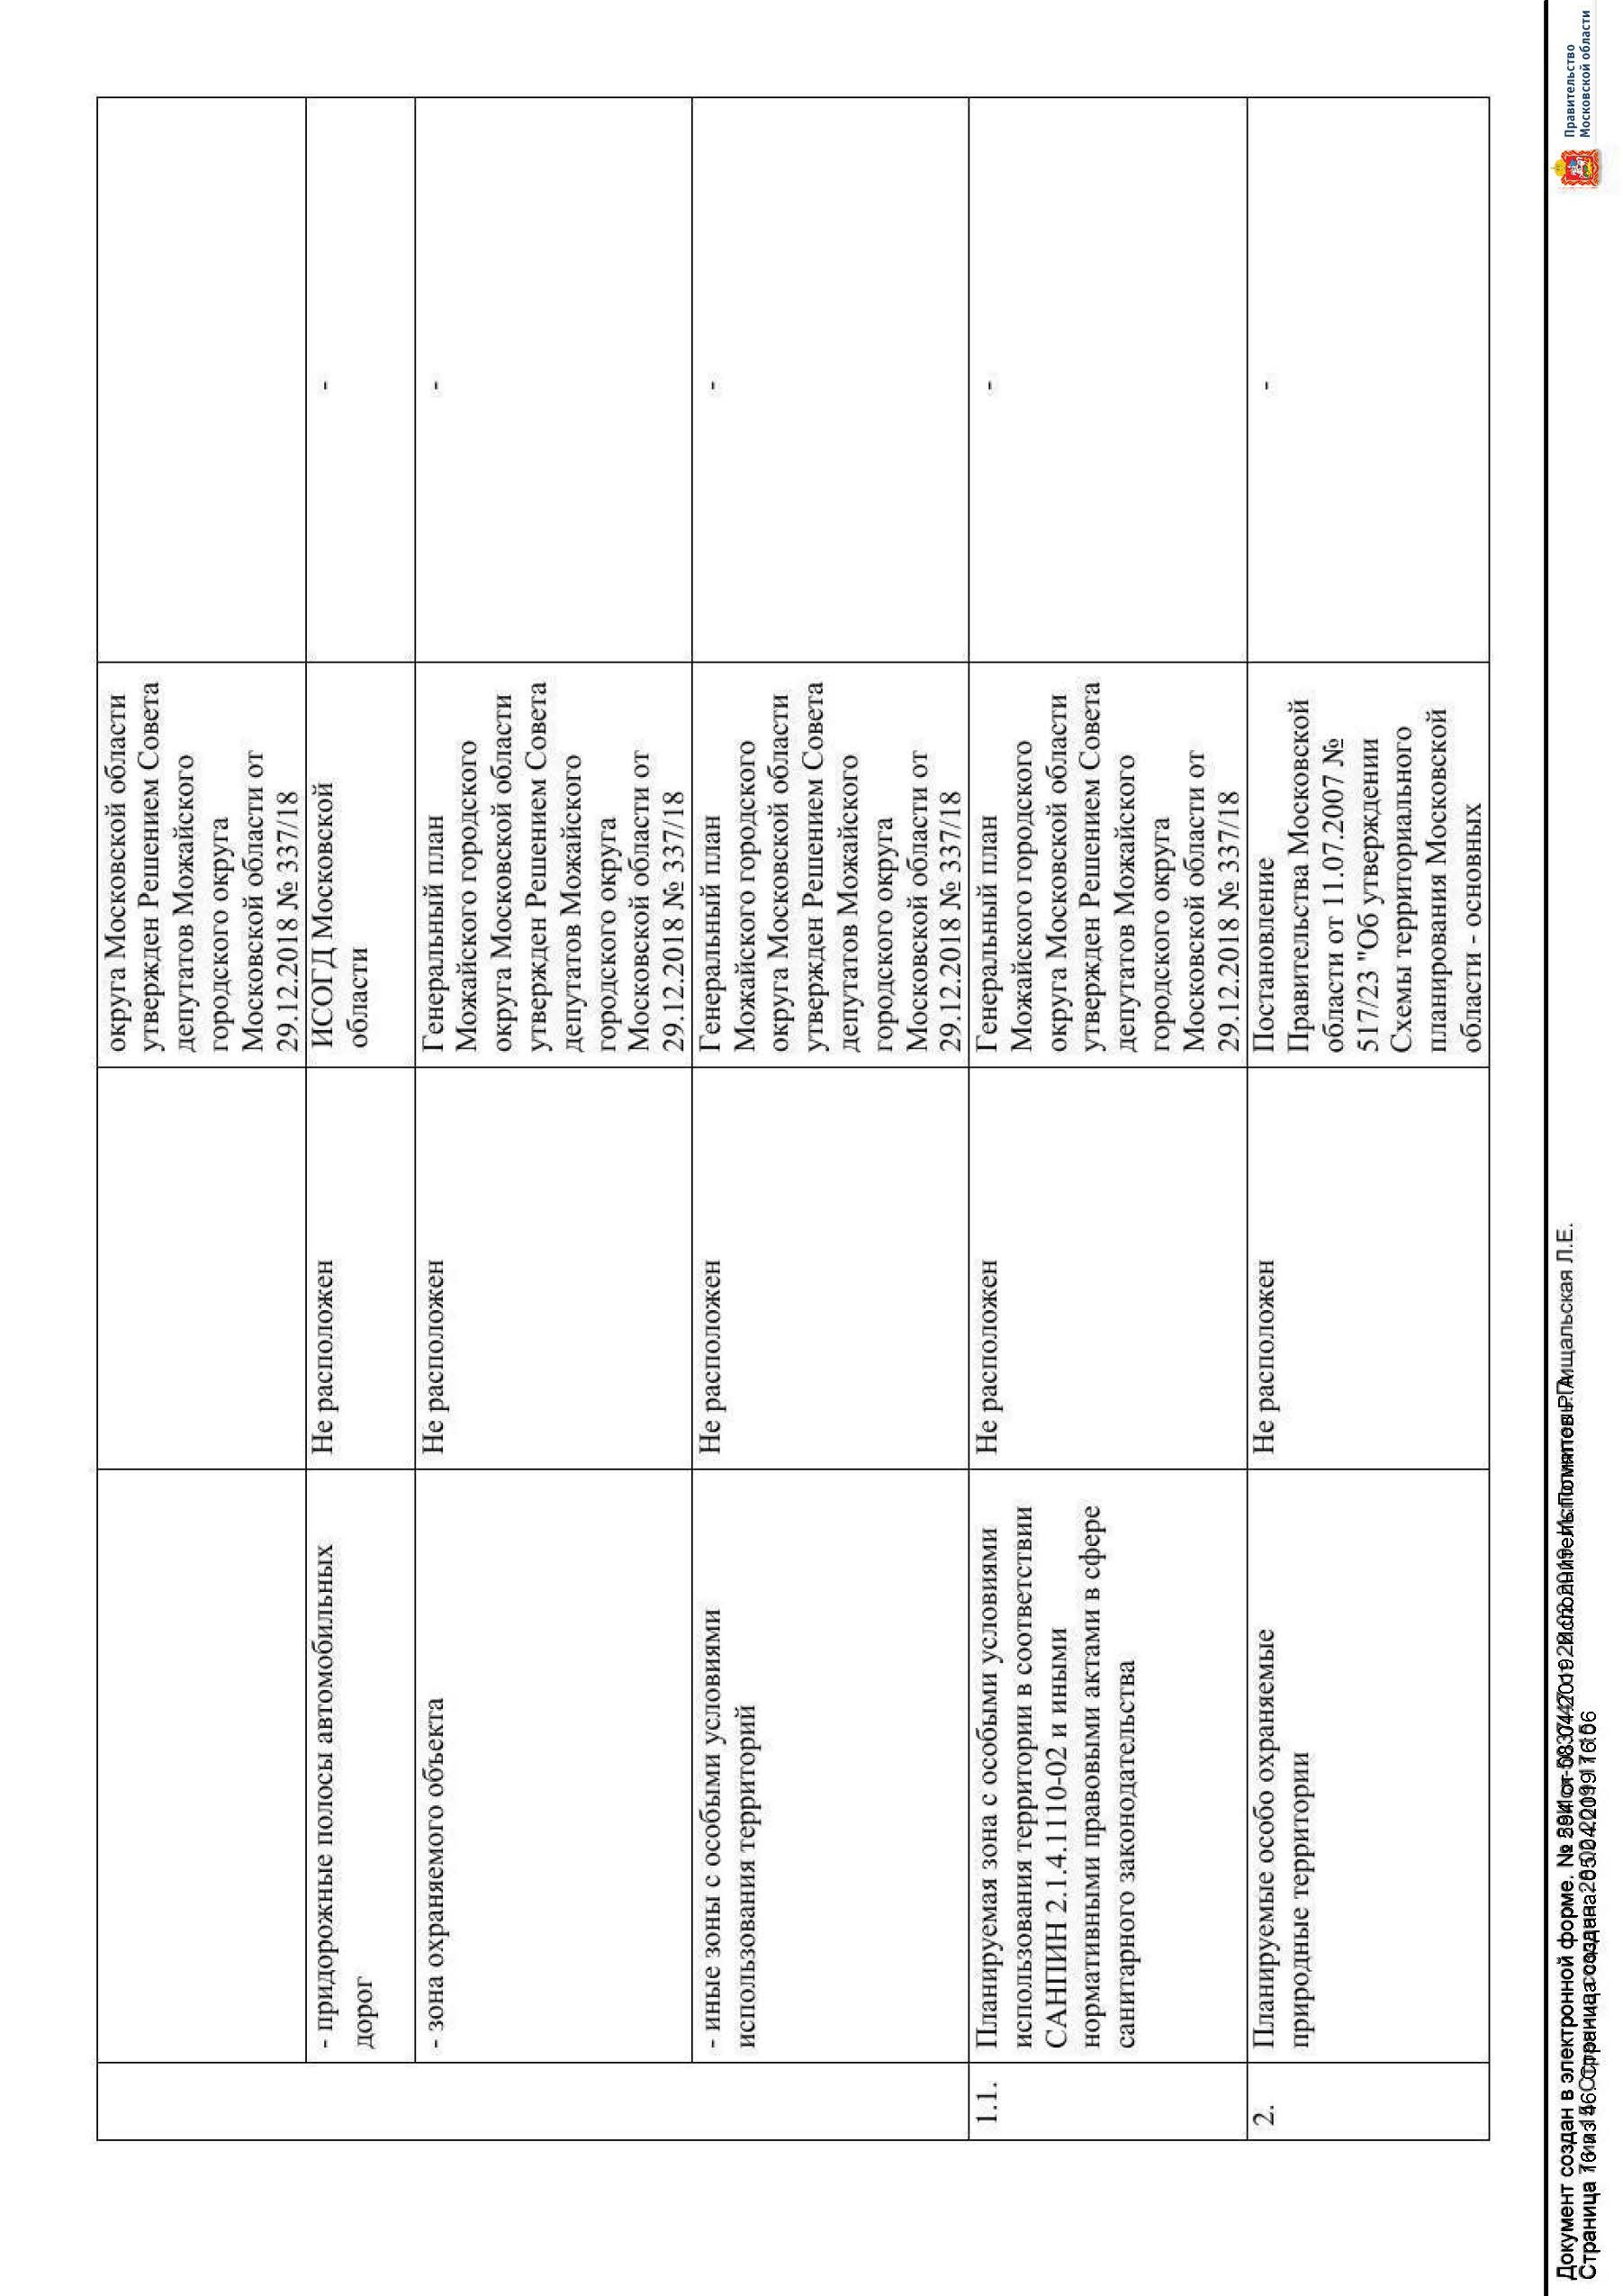 округа Московской области
утвержден Решением Совета
депутатов Можайского
городского округа
Московской области от
29.12.2018 № 337/18
- придорожные полосы автомобильных
дорог
Не расположен
ИСОГД Московской
области
-
- зона охраняемого объекта
Не расположен
Генеральный план
Можайского городского
округа Московской области
утвержден Решением Совета
депутатов Можайского
городского округа
Московской области от
29.12.2018 № 337/18
-
- иные зоны с особыми условиями
использования территорий
Не расположен
Генеральный план
Можайского городского
округа Московской области
утвержден Решением Совета
депутатов Можайского
городского округа
Московской области от
29.12.2018 № 337/18
-
1.1.
Планируемая зона с особыми условиями
использования территории в соответствии
САНПИН 2.1.4.1110-02 и иными
нормативными правовыми актами в сфере
санитарного законодательства
Не расположен
Генеральный план
Можайского городского
округа Московской области
утвержден Решением Совета
депутатов Можайского
городского округа
Московской области от
29.12.2018 № 337/18
-
2.
Планируемые особо охраняемые
природные территории
Не расположен
Постановление
Правительства Московской
области от 11.07.2007 №
517/23 "Об утверждении
Схемы территориального
планирования Московской
области - основных
-
Документ создан в электронной форме. № от Л.Е.
Страница
Правительство
Московской области